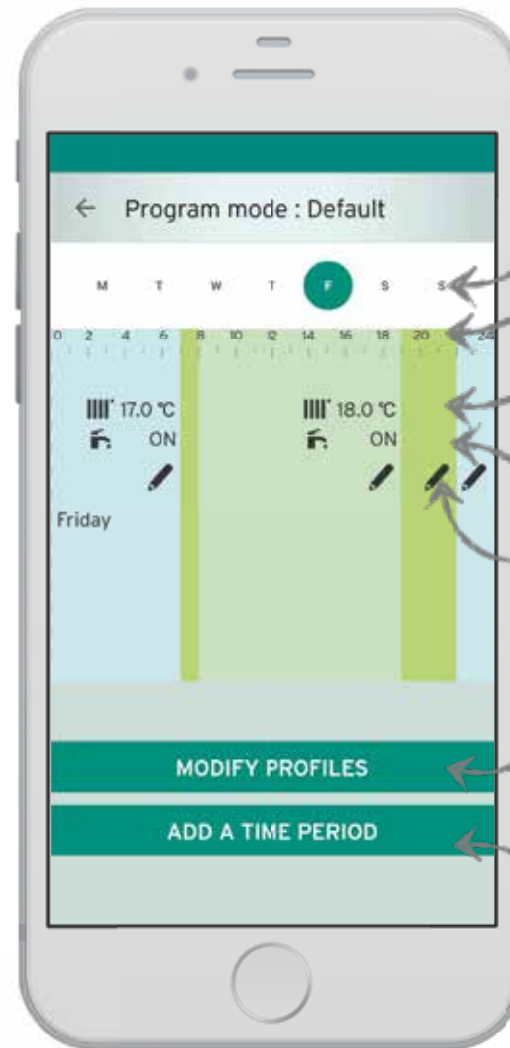 ← Program mode : Default
M T W T F S S
0 2 4 6 8 10 12 14 16 18 20 24
17.0 °C 18.0 °C
ON ON
Friday
MODIFY PROFILES
ADD A TIME PERIOD